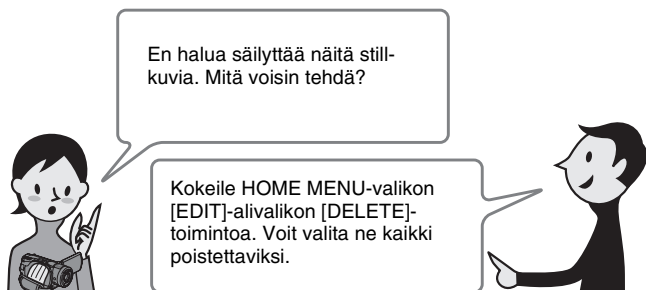 En halua säilyttää näitä still-
kuvia. Mitä voisin tehdä?
Kokeile HOME MENU-valikon
[EDIT]-alivalikon [DELETE]-
toimintoa. Voit valita ne kaikki
poistettaviksi.